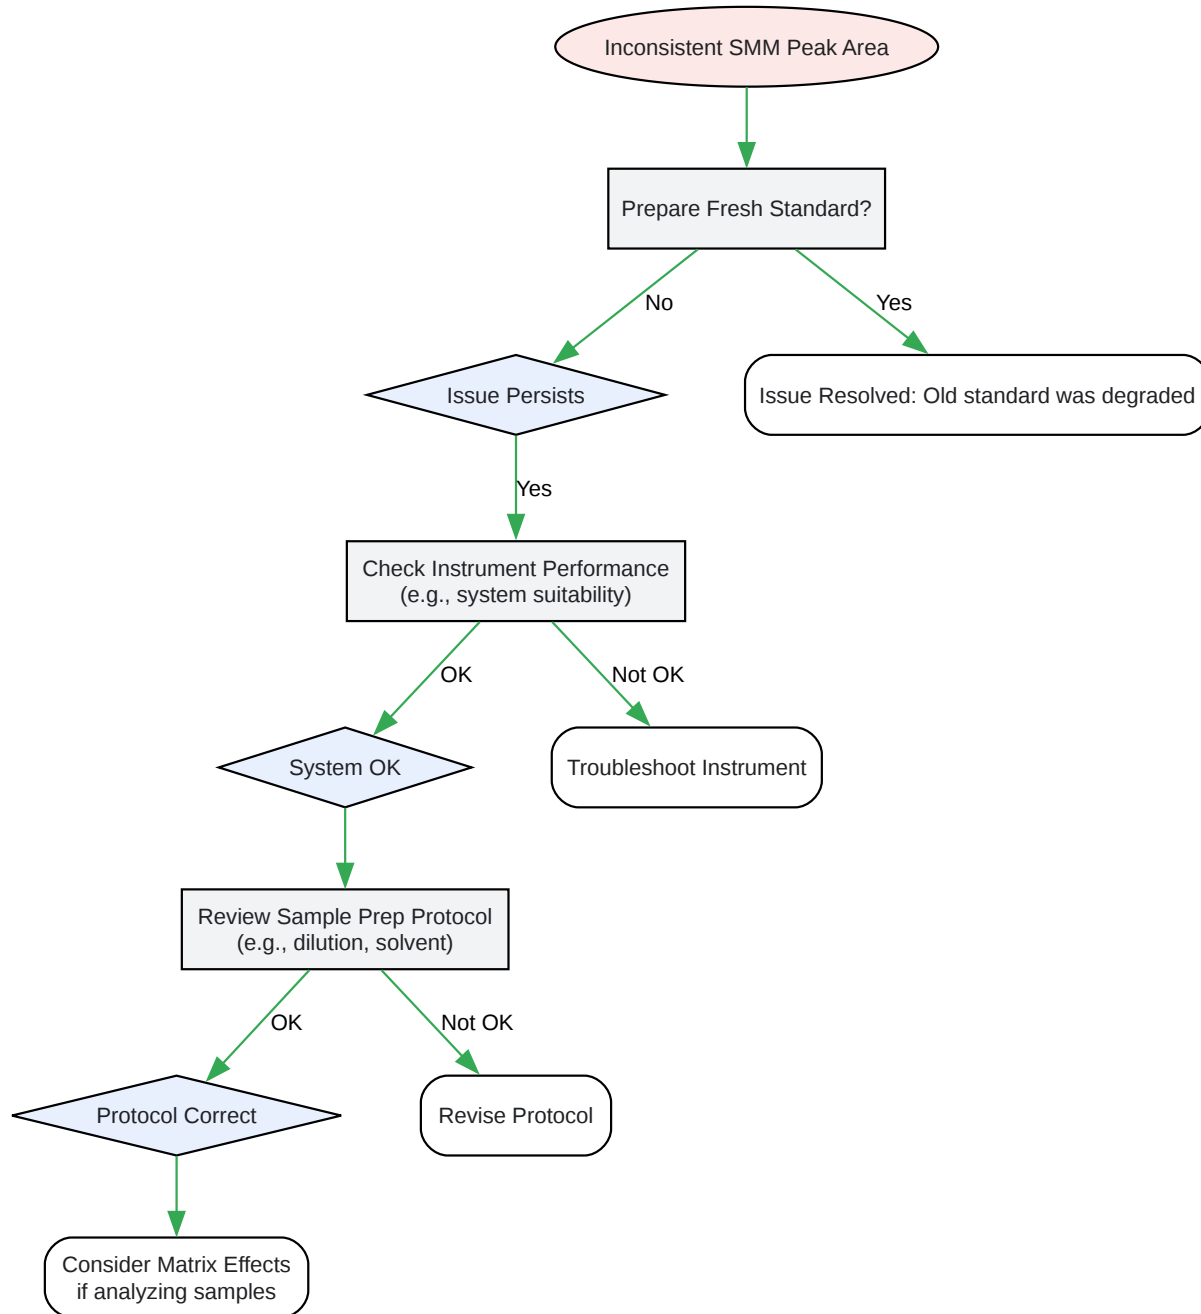 Inconsistent SMM Peak Area
Prepare Fresh Standard?
No
Yes
Issue Persists
Issue Resolved: Old standard was degraded
Yes
Check Instrument Performance
(e.g., system suitability)
OK
Not OK
System OK
Troubleshoot Instrument
Review Sample Prep Protocol
(e.g., dilution, solvent)
OK
Not OK
Protocol Correct
Revise Protocol
Consider Matrix Effects
if analyzing samples